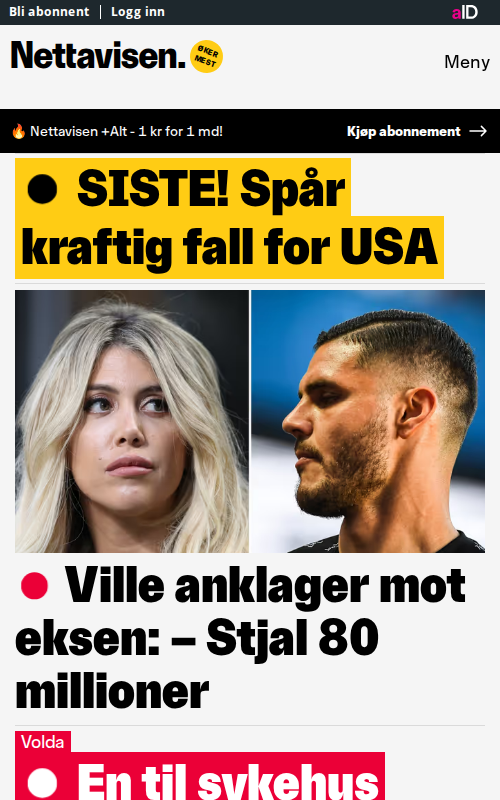 Bli abonnent
Logg inn
aID
Nettavisen.
ØKER
MEST
Meny
🔥 Nettavisen +Alt - 1 kr for 1 md!
Kjøp abonnement →
SISTE! Spår
kraftig fall for USA
Ville anklager mot
eksen: – Stjal 80
millioner
Volda
En til sykehus